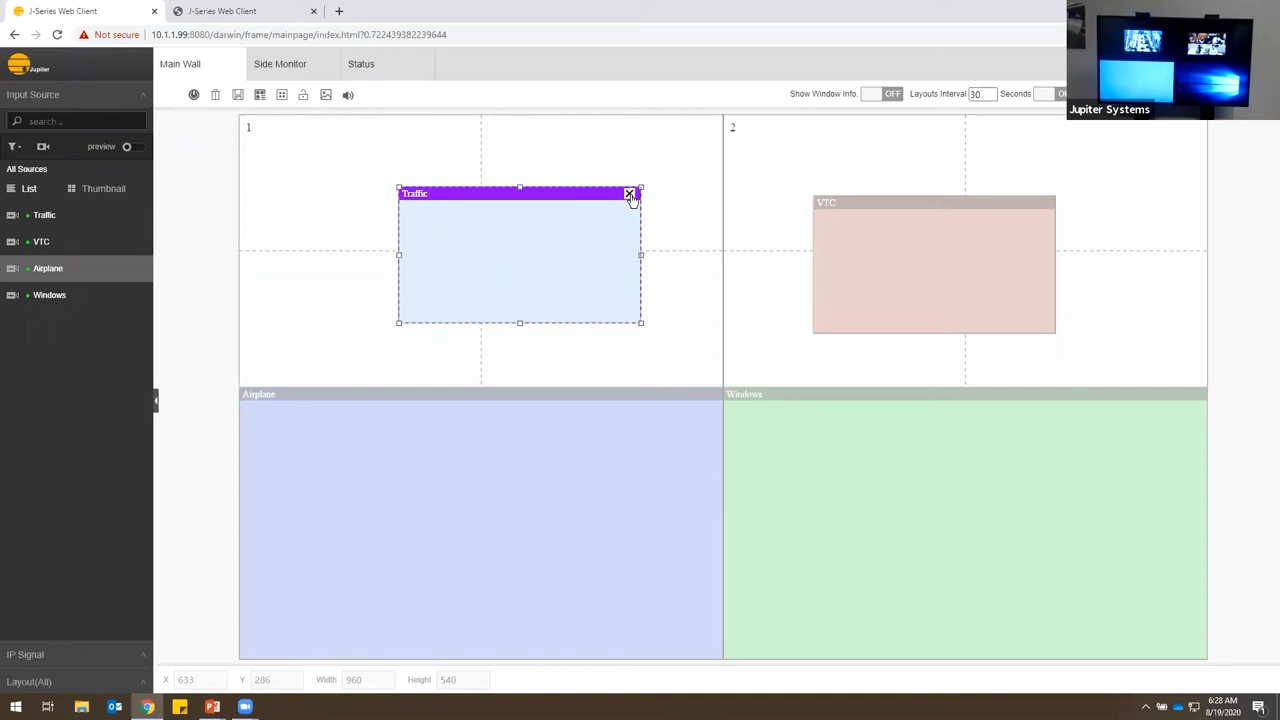 J-Series Web Client
J-Series Web Client
Not secure
10.1.1.99:8080/darwin/frame/mainpage/index.html?0.722439382239644
Jupiter
Main Wall
Side Monitor
Status
Input Source
search...
preview
All Sources
List
Thumbnail
Traffic
VTC
Airplane
Windows
IP Signal
Layout(All)
Show Window Info.
OFF
Layouts Interval
30
Seconds
Jupiter Systems
1
2
Traffic
VTC
Airplane
Windows
X
633
Y
286
Width
960
Height
540
6:28 AM
8/19/2020